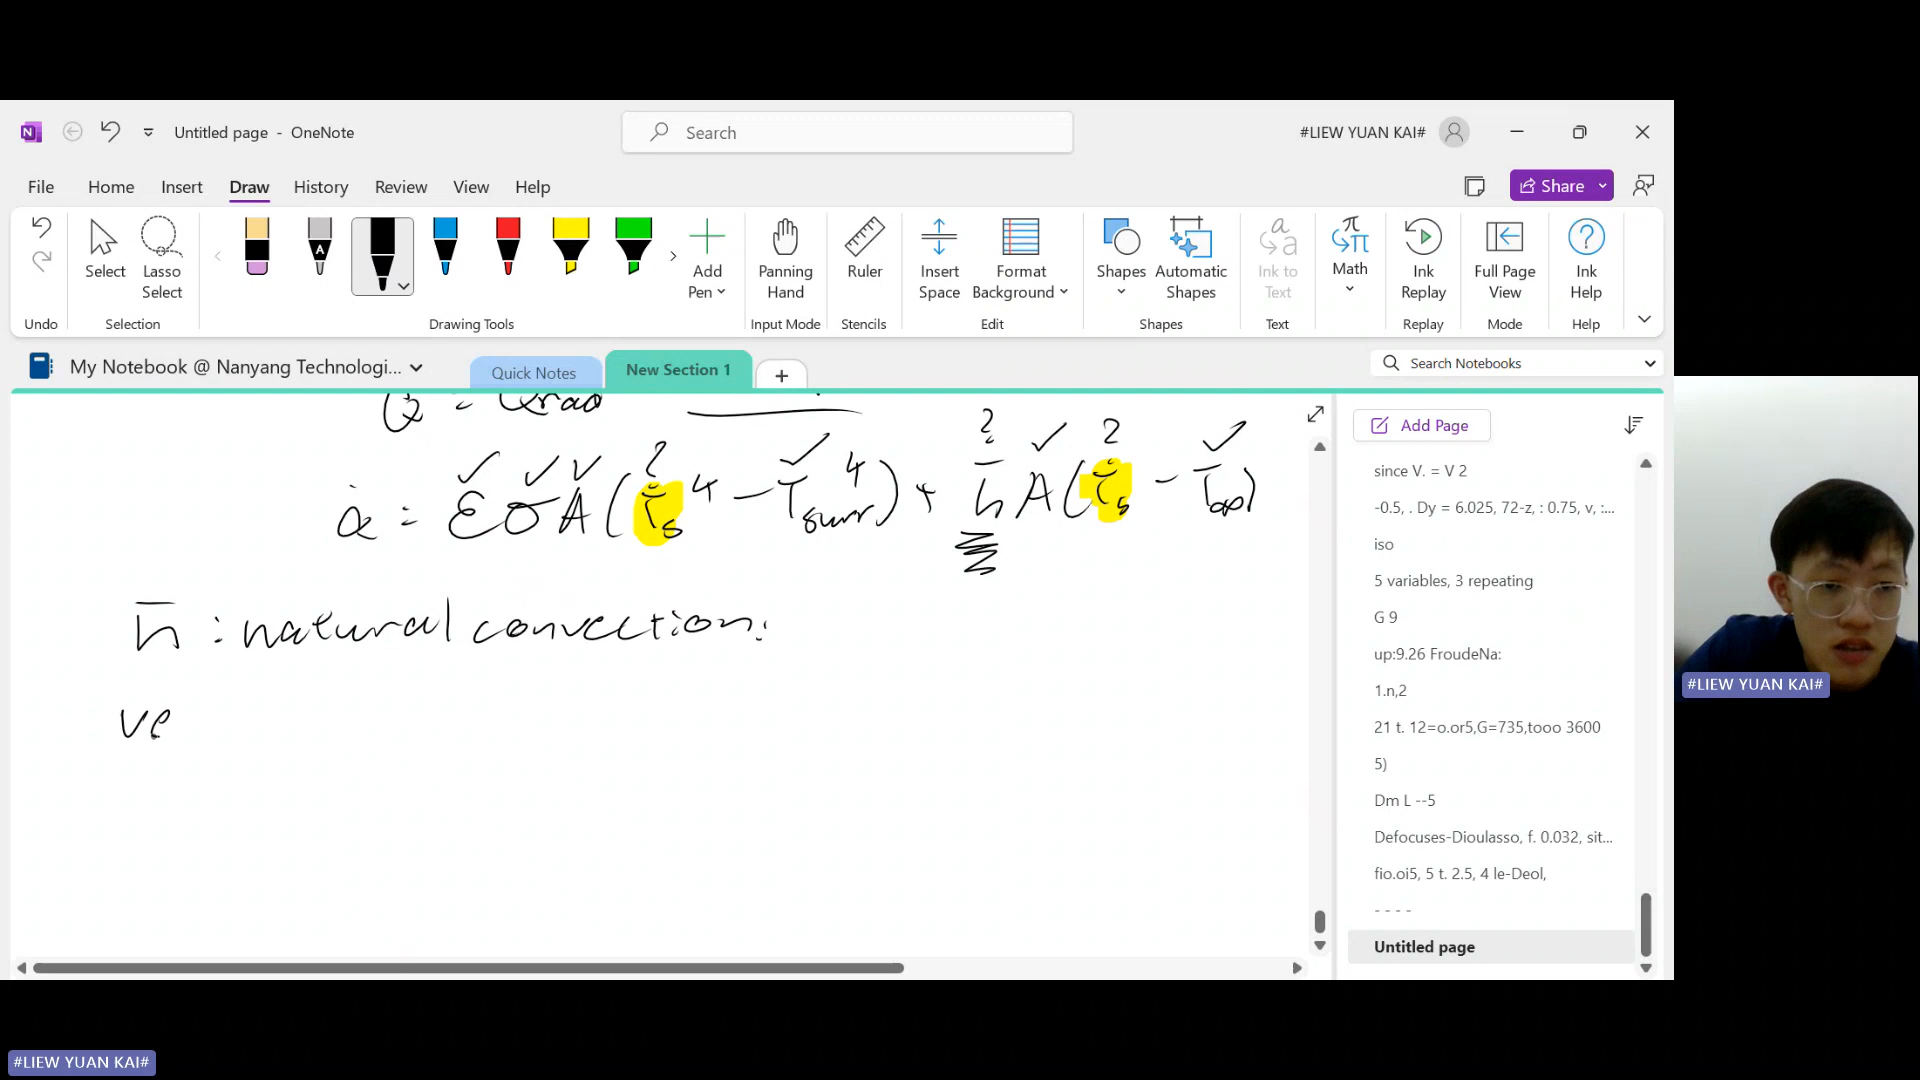 Untitled page - OneNote
Search
#LIEW YUAN KAI#
File Home Insert Draw History Review View Help
Share
Undo
Select
Lasso Select
Selection
A
Drawing Tools
Add Pen
Panning Hand
Input Mode
Ruler
Stencils
Insert Space
Format Background
Edit
Shapes
Automatic Shapes
Shapes
Ink to Text
Text
Math
Ink Replay
Replay
Full Page View
Mode
Ink Help
Help
My Notebook @ Nanyang Technologi...
Quick Notes
New Section 1
+
Search Notebooks
Add Page
Q = Qrad
? ? ?
Q̇ = εσA(Ts⁴ - Tsurr⁴) + h̄A(Ts - T∞)
h̄ : natural convection:
ve
since V. = V 2
-0.5, . Dy = 6.025, 72-z, : 0.75, v, :...
iso
5 variables, 3 repeating
G 9
up:9.26 FroudeNa:
1.n,2
21 t. 12=o.or5,G=735,tooo 3600
5)
Dm L --5
Defocuses-Dioulasso, f. 0.032, sit...
fio.oi5, 5 t. 2.5, 4 le-Deol,
- - - -
Untitled page
#LIEW YUAN KAI#
#LIEW YUAN KAI#